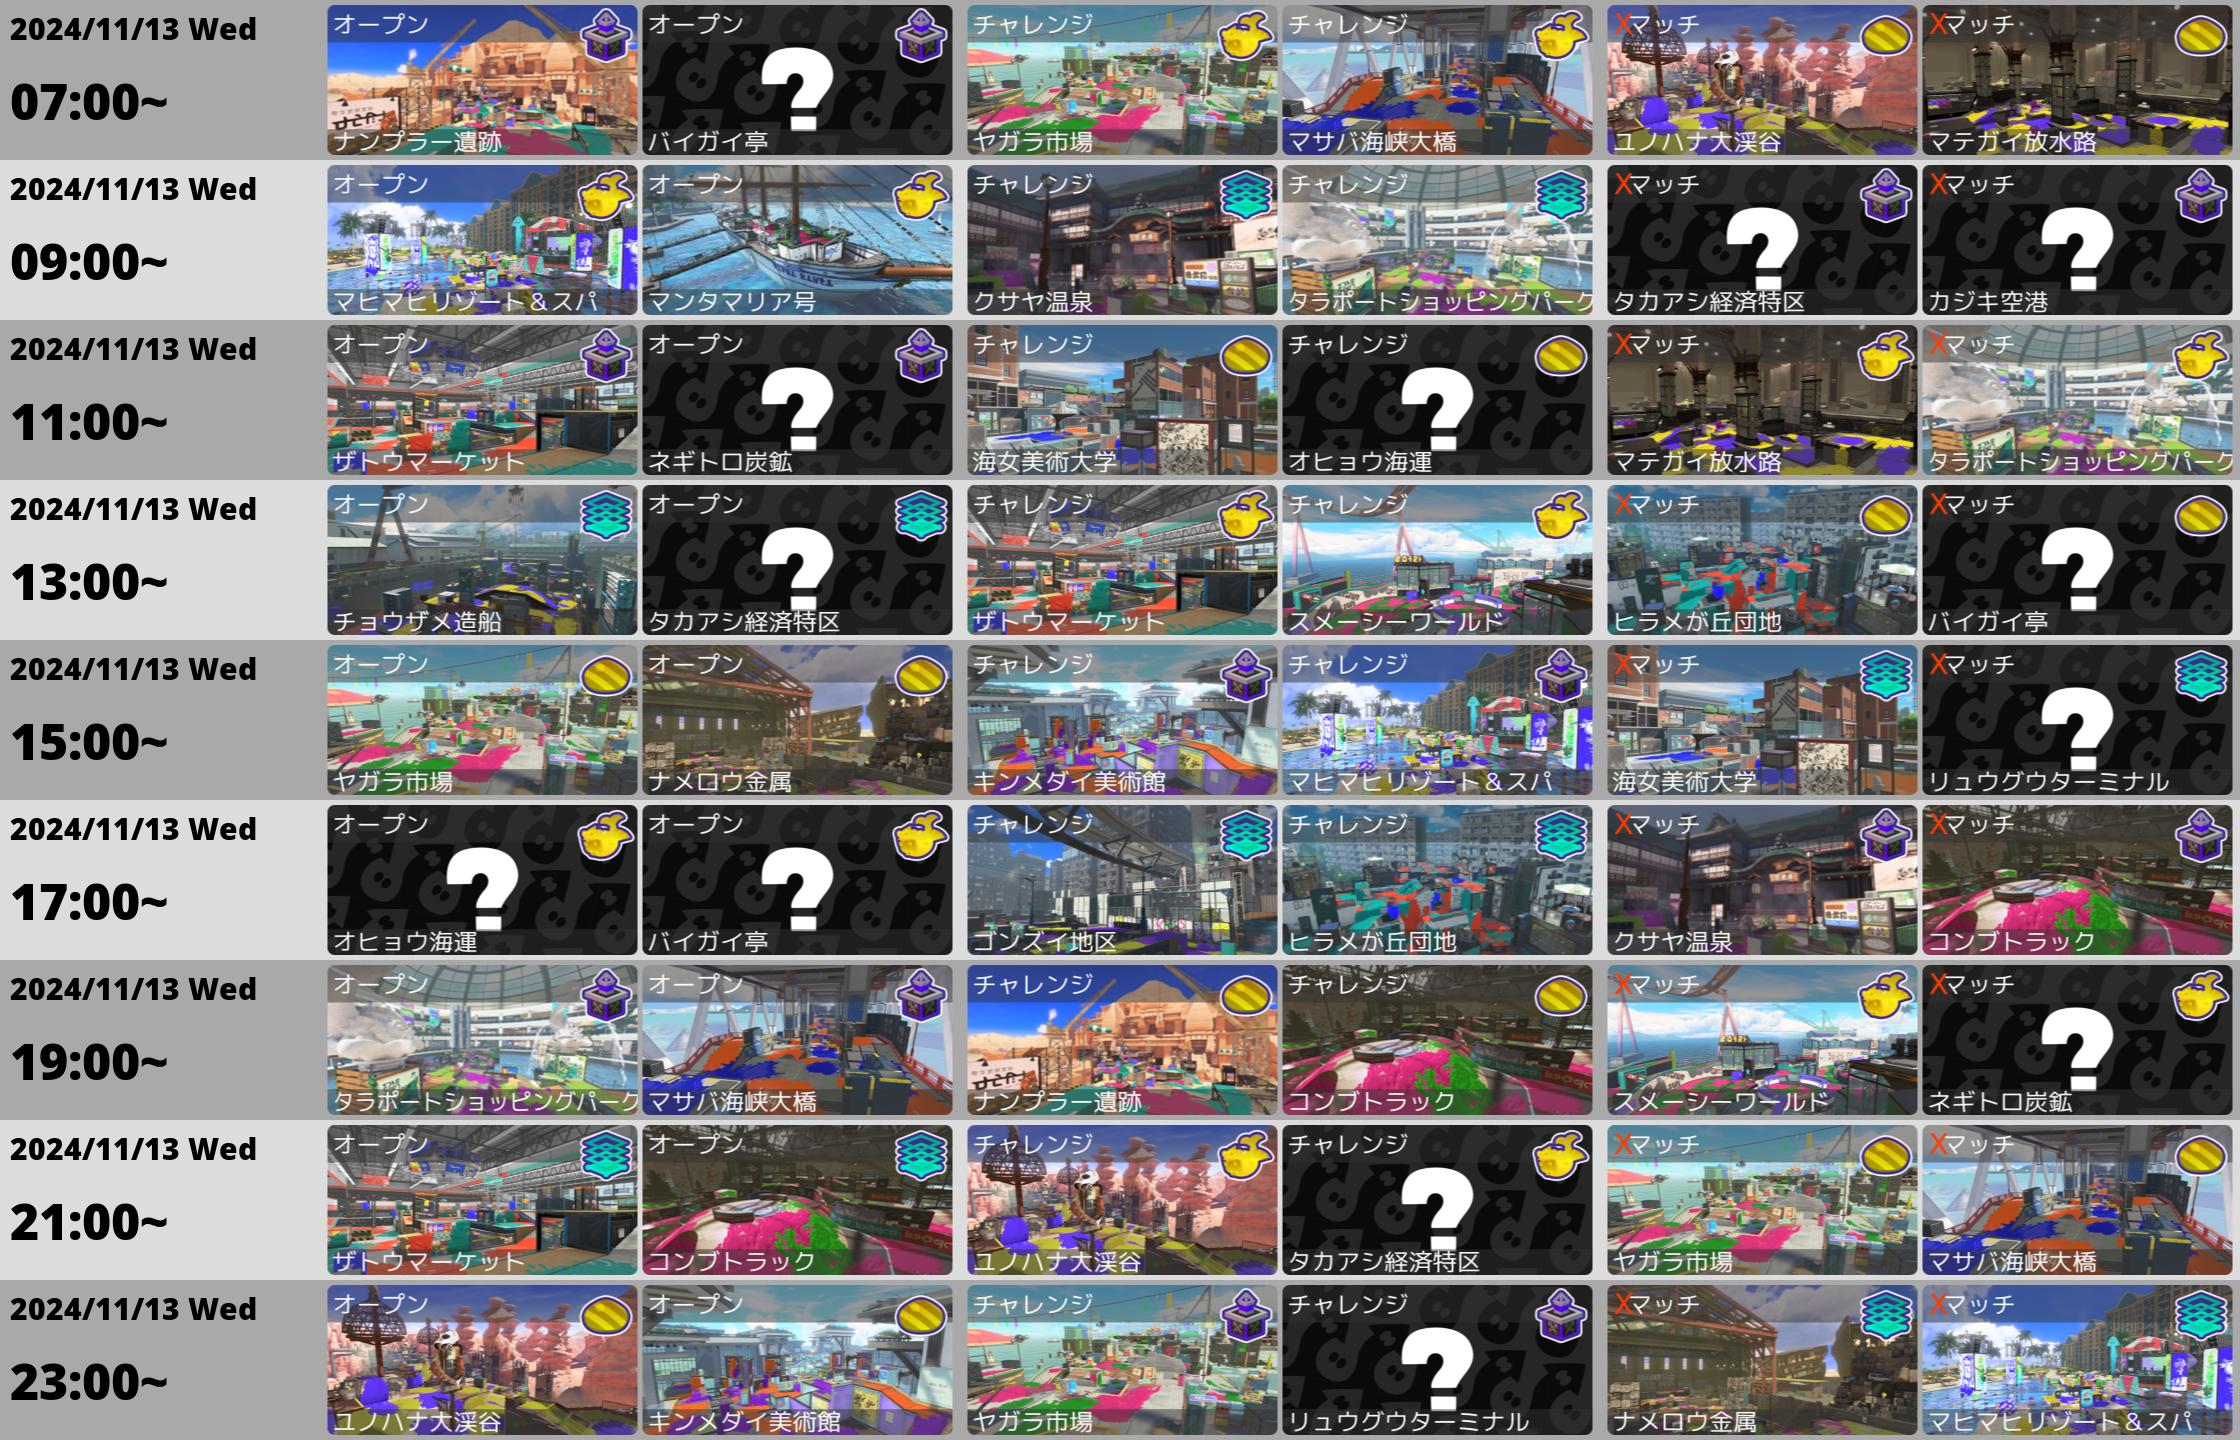 2024/11/13 Wed
07:00~
オープン
ナンプラー遺跡
オープン
?
バイガイ亭
チャレンジ
ヤガラ市場
チャレンジ
マサバ海峡大橋
Xマッチ
ユノハナ大渓谷
Xマッチ
マテガイ放水路
2024/11/13 Wed
09:00~
オープン
マヒマヒリゾート&スパ
オープン
マンタマリア号
チャレンジ
クサヤ温泉
チャレンジ
タラポートショッピングパーク
Xマッチ
?
タカアシ経済特区
Xマッチ
?
カジキ空港
2024/11/13 Wed
11:00~
オープン
ザトウマーケット
オープン
?
ネギトロ炭鉱
チャレンジ
海女美術大学
チャレンジ
?
オヒョウ海運
Xマッチ
マテガイ放水路
Xマッチ
タラポートショッピングパーク
2024/11/13 Wed
13:00~
オープン
チョウザメ造船
オープン
?
タカアシ経済特区
チャレンジ
ザトウマーケット
チャレンジ
スメーシーワールド
Xマッチ
ヒラメが丘団地
Xマッチ
?
バイガイ亭
2024/11/13 Wed
15:00~
オープン
ヤガラ市場
オープン
ナメロウ金属
チャレンジ
キンメダイ美術館
チャレンジ
マヒマヒリゾート&スパ
Xマッチ
海女美術大学
Xマッチ
?
リュウグウターミナル
2024/11/13 Wed
17:00~
オープン
?
オヒョウ海運
オープン
?
バイガイ亭
チャレンジ
ゴンズイ地区
チャレンジ
ヒラメが丘団地
Xマッチ
クサヤ温泉
Xマッチ
コンブトラック
2024/11/13 Wed
19:00~
オープン
タラポートショッピングパーク
オープン
マサバ海峡大橋
チャレンジ
ナンプラー遺跡
チャレンジ
コンブトラック
Xマッチ
スメーシーワールド
Xマッチ
?
ネギトロ炭鉱
2024/11/13 Wed
21:00~
オープン
ザトウマーケット
オープン
コンブトラック
チャレンジ
ユノハナ大渓谷
チャレンジ
?
タカアシ経済特区
Xマッチ
ヤガラ市場
Xマッチ
マサバ海峡大橋
2024/11/13 Wed
23:00~
オープン
ユノハナ大渓谷
オープン
キンメダイ美術館
チャレンジ
ヤガラ市場
チャレンジ
?
リュウグウターミナル
Xマッチ
ナメロウ金属
Xマッチ
マヒマヒリゾート&スパ